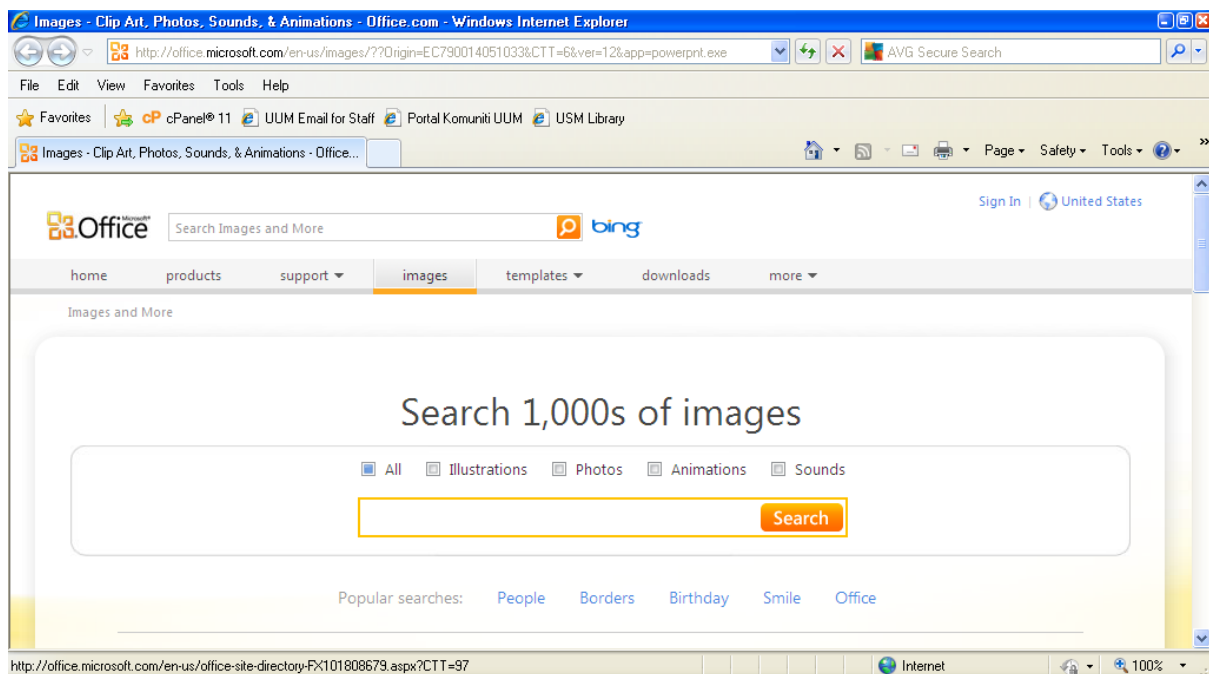 Images - Clip Art, Photos, Sounds, & Animations - Office.com - Windows Internet Explorer
http://office.microsoft.com/en-us/images/??Origin=EC790014051033&CTT=6&ver=12&app=powerpnt.exe AVG Secure Search
File Edit View Favorites Tools Help
Favorites cP cPanel® 11 UUM Email for Staff Portal Komuniti UUM USM Library
Images - Clip Art, Photos, Sounds, & Animations - Office... Page Safety Tools »
Sign In | United States
Microsoft® Office Search Images and More bing
home products support images templates downloads more
Images and More
Search 1,000s of images
All Illustrations Photos Animations Sounds
Search
Popular searches: People Borders Birthday Smile Office
http://office.microsoft.com/en-us/office-site-directory-FX101808679.aspx?CTT=97 Internet 100%